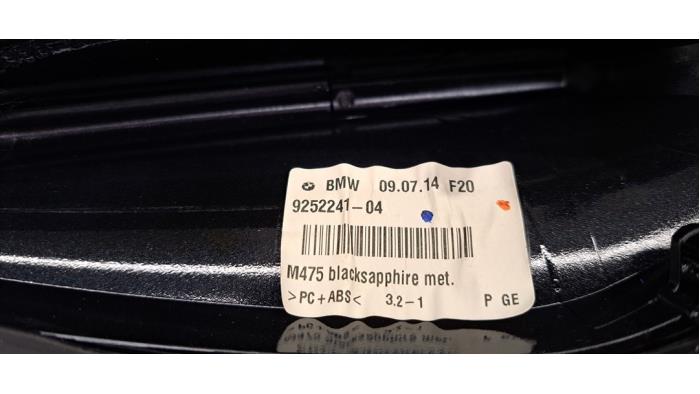 BMW 09.07.14 F20
9252241-04
M475 blacksapphire met.
>PC+ABS< 3.2-1 P GE